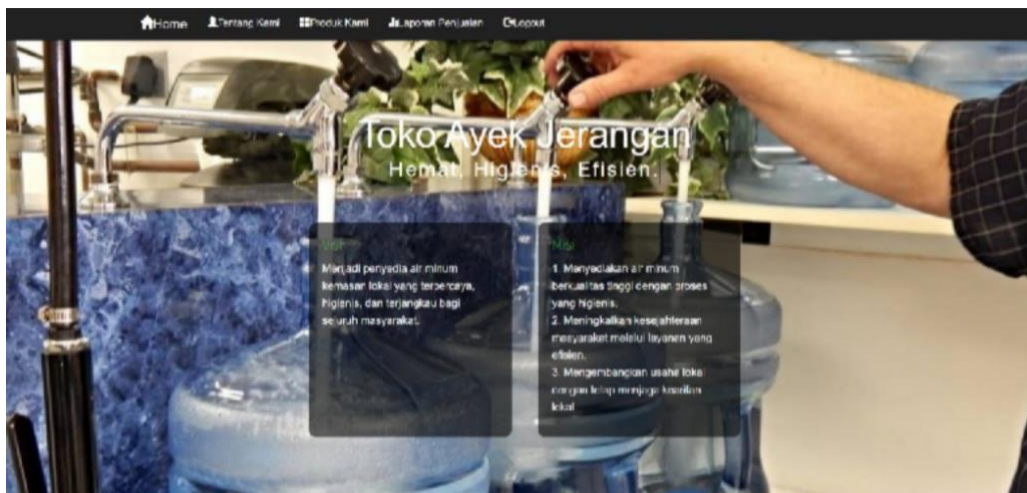 Home Tentang Kami Produk Kami Laporan Penjualan Logout
Toko Ayek Jerangan
Hemat, Higienis, Efisien.
Visi
Menjadi penyedia air minum
kemasan lokal yang terpercaya,
higienis, dan terjangkau bagi
seluruh masyarakat.
Misi
1. Menyediakan air minum
berkualitas tinggi dengan proses
yang higienis.
2. Meningkatkan kesejahteraan
masyarakat melalui layanan yang
efisien.
3. Mengembangkan usaha lokal
dengan tetap menjaga kearifan
lokal